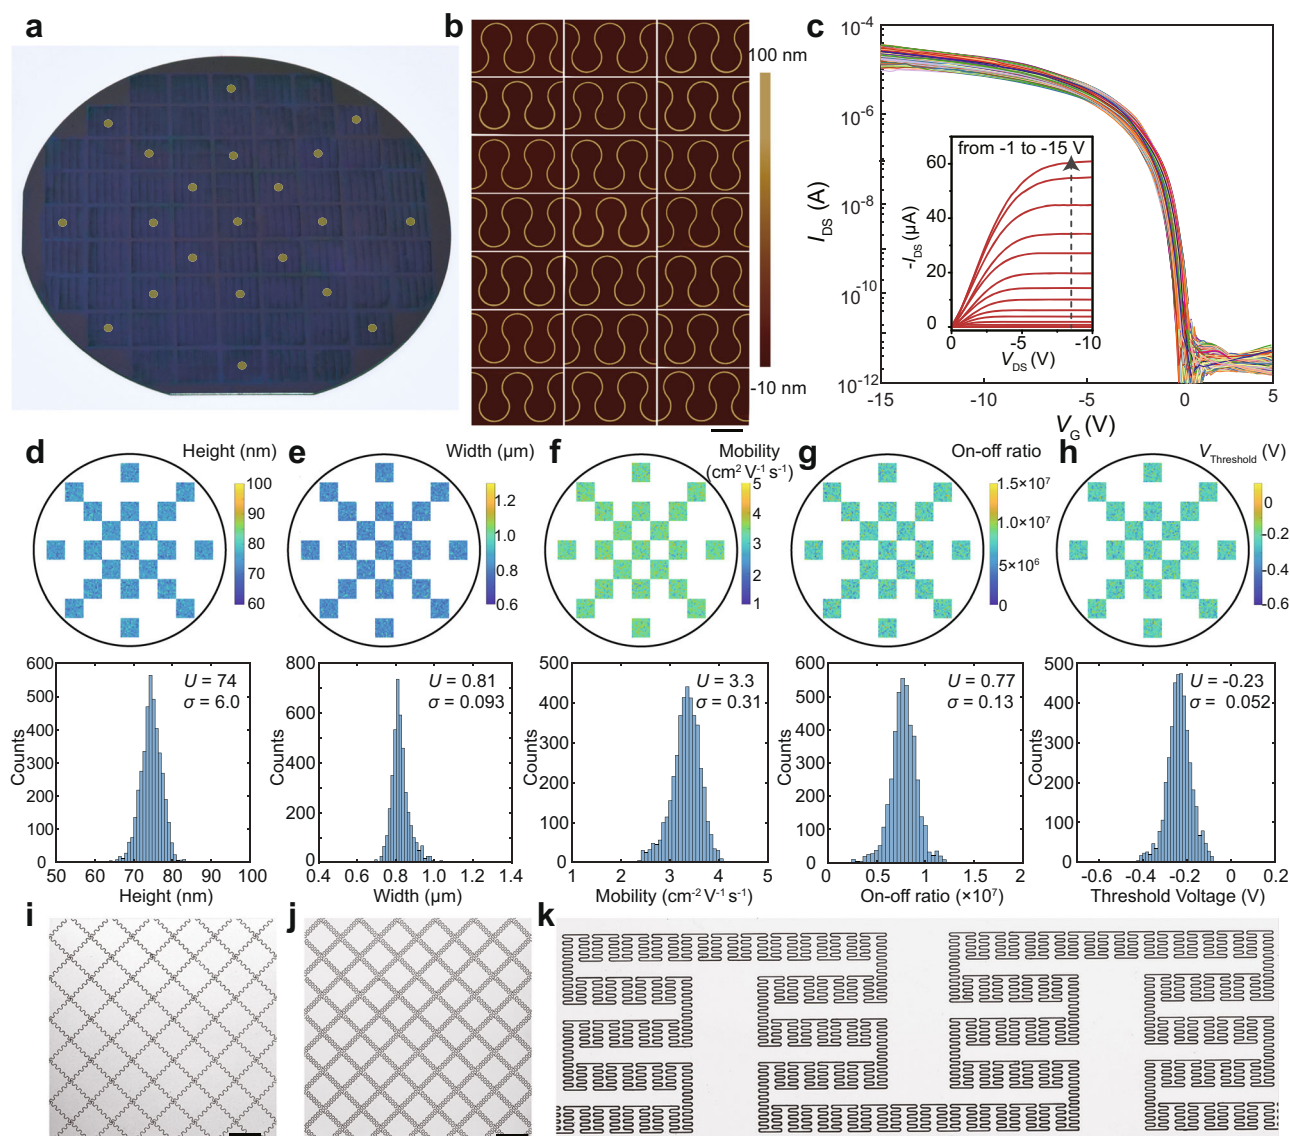 a
b
100 nm
-10 nm
c
10-4
10-6
10-8
10-10
10-12
IDS (A)
-15
-10
-5
0
5
VG (V)
from -1 to -15 V
60
40
20
0
-IDS (μA)
0
-5
-10
VDS (V)
d
Height (nm)
100
90
80
70
60
e
Width (μm)
1.2
1.0
0.8
0.6
f
Mobility
(cm2 V-1 s-1)
5
4
3
2
1
g
On-off ratio
1.5×107
1.0×107
5×106
0
h
VThreshold (V)
0
-0.2
-0.4
-0.6
600
500
400
300
200
100
0
Counts
U = 74
σ = 6.0
50
60
70
80
90
100
Height (nm)
800
600
400
200
0
Counts
U = 0.81
σ = 0.093
0.4
0.6
0.8
1.0
1.2
1.4
Width (μm)
500
400
300
200
100
0
Counts
U = 3.3
σ = 0.31
1
2
3
4
5
Mobility (cm-2 V-1 s-1)
600
500
400
300
200
100
0
Counts
U = 0.77
σ = 0.13
0
0.5
1
1.5
2
On-off ratio (×107)
500
400
300
200
100
0
Counts
U = -0.23
σ = 0.052
-0.6
-0.4
-0.2
0
0.2
Threshold Voltage (V)
i
j
k